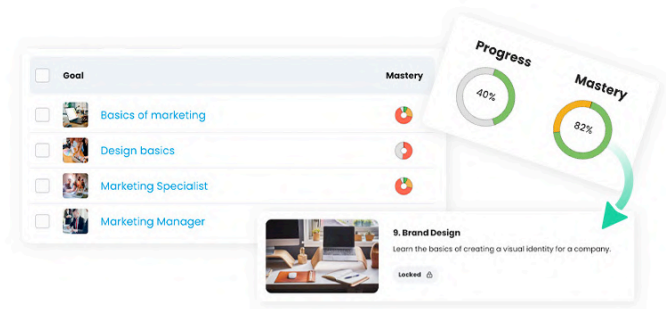 Goal Mastery
Basics of marketing
Design basics
Marketing Specialist
Marketing Manager
Progress
40%
Mastery
82%
9. Brand Design
Learn the basics of creating a visual identity for a company.
Locked